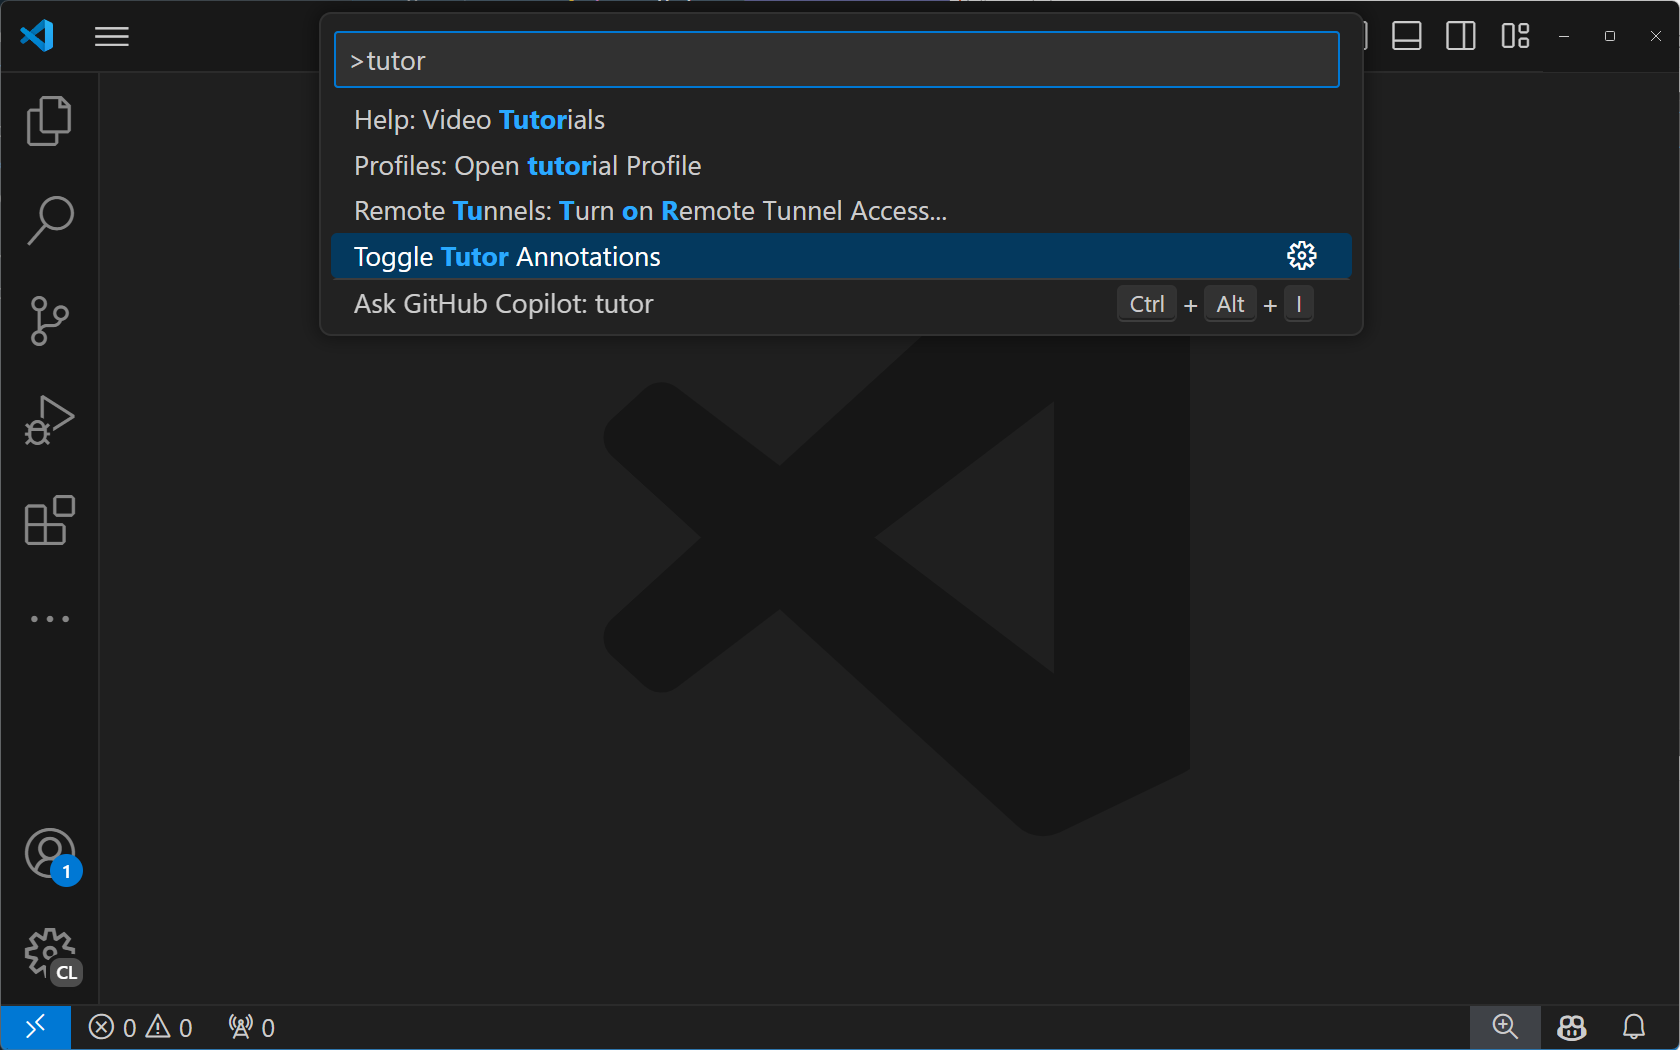 >tutor
Help: Video Tutorials
Profiles: Open tutorial Profile
Remote Tunnels: Turn on Remote Tunnel Access...
Toggle Tutor Annotations
Ask GitHub Copilot: tutor Ctrl + Alt + I
1
CL
0 0 0